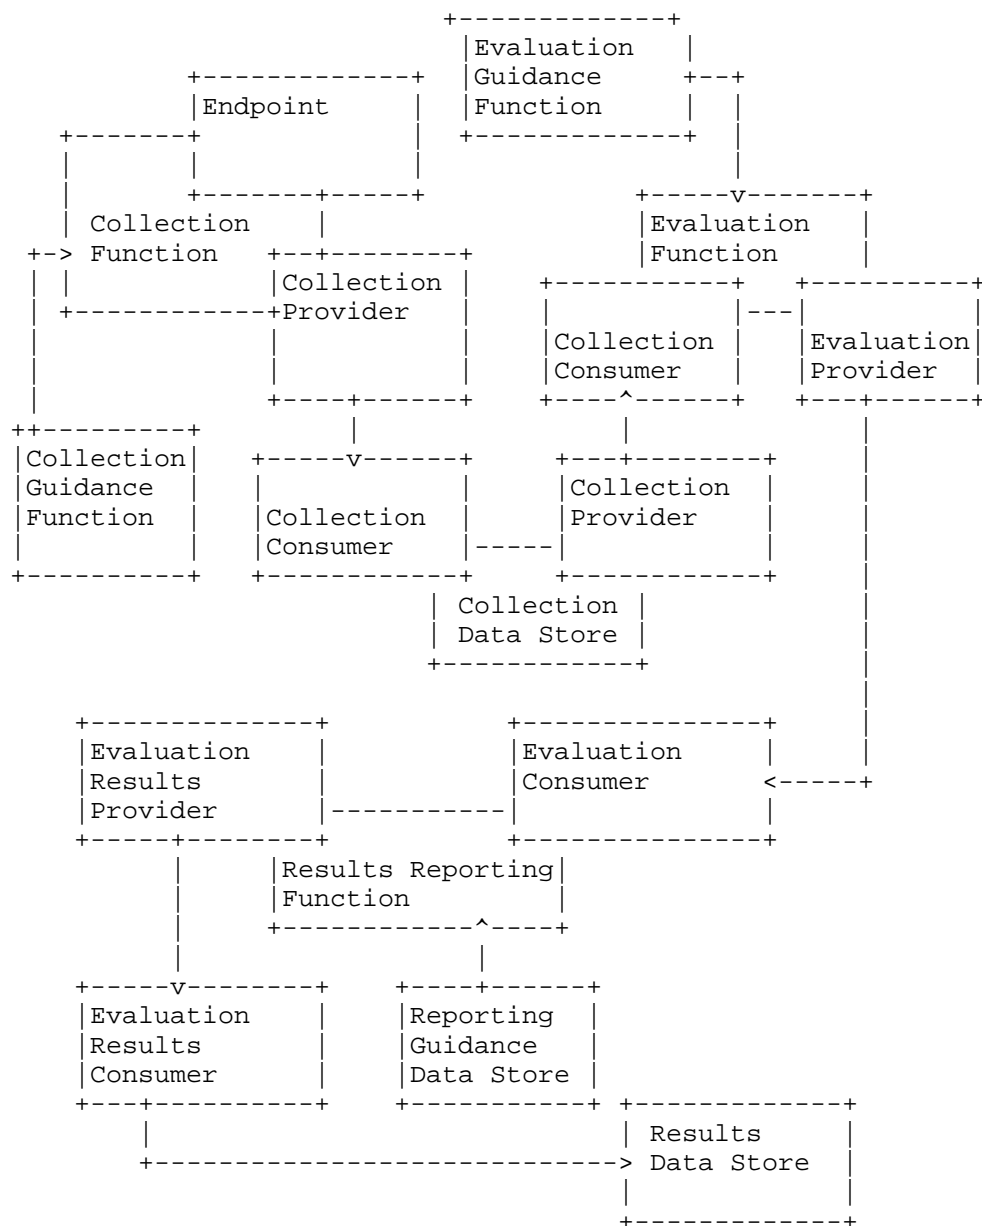 Evaluation
Guidance
Function
Endpoint
Collection
Function
Evaluation
Function
Collection
Provider
Collection
Consumer
Evaluation
Provider
Collection
Guidance
Function
Collection
Consumer
Collection
Provider
Collection
Data Store
Evaluation
Results
Provider
Evaluation
Consumer
Results Reporting
Function
Evaluation
Results
Consumer
Reporting
Guidance
Data Store
Results
Data Store